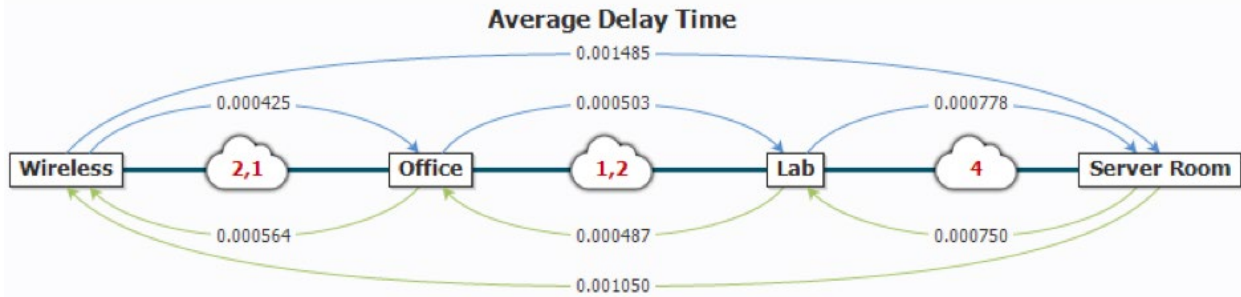 Average Delay Time
0.001485
0.000425 0.000503 0.000778
Wireless 2,1 Office 1,2 Lab 4 Server Room
0.000564 0.000487 0.000750
0.001050